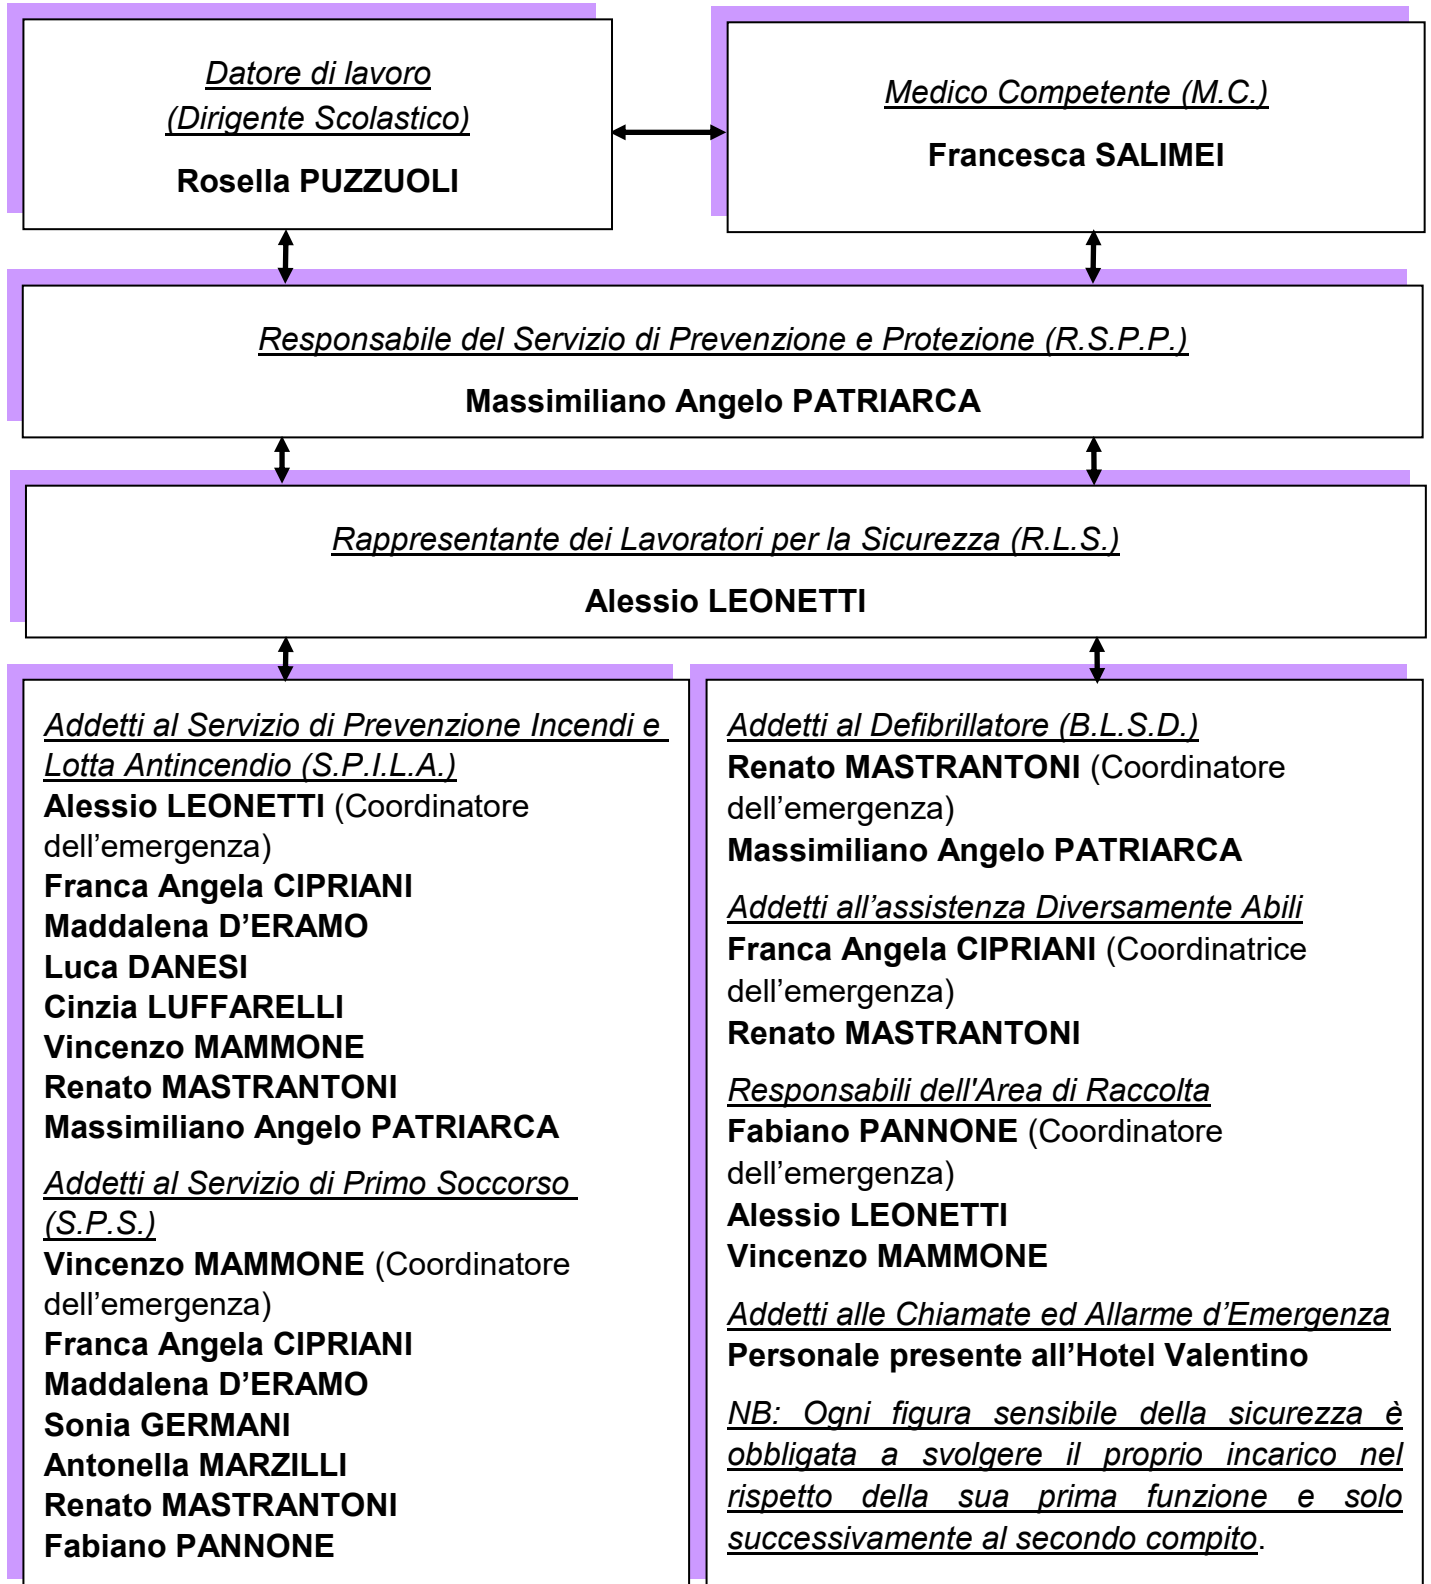 Datore di lavoro
(Dirigente Scolastico)
Rosella PUZZUOLI
Medico Competente (M.C.)
Francesca SALIMEI
Responsabile del Servizio di Prevenzione e Protezione (R.S.P.P.)
Massimiliano Angelo PATRIARCA
Rappresentante dei Lavoratori per la Sicurezza (R.L.S.)
Alessio LEONETTI
Addetti al Servizio di Prevenzione Incendi e
Lotta Antincendio (S.P.I.L.A.)
Alessio LEONETTI (Coordinatore
dell’emergenza)
Franca Angela CIPRIANI
Maddalena D’ERAMO
Luca DANESI
Cinzia LUFFARELLI
Vincenzo MAMMONE
Renato MASTRANTONI
Massimiliano Angelo PATRIARCA
Addetti al Servizio di Primo Soccorso
(S.P.S.)
Vincenzo MAMMONE (Coordinatore
dell’emergenza)
Franca Angela CIPRIANI
Maddalena D’ERAMO
Sonia GERMANI
Antonella MARZILLI
Renato MASTRANTONI
Fabiano PANNONE
Addetti al Defibrillatore (B.L.S.D.)
Renato MASTRANTONI (Coordinatore
dell’emergenza)
Massimiliano Angelo PATRIARCA
Addetti all’assistenza Diversamente Abili
Franca Angela CIPRIANI (Coordinatrice
dell’emergenza)
Renato MASTRANTONI
Responsabili dell'Area di Raccolta
Fabiano PANNONE (Coordinatore
dell’emergenza)
Alessio LEONETTI
Vincenzo MAMMONE
Addetti alle Chiamate ed Allarme d’Emergenza
Personale presente all’Hotel Valentino
NB: Ogni figura sensibile della sicurezza è
obbligata a svolgere il proprio incarico nel
rispetto della sua prima funzione e solo
successivamente al secondo compito.